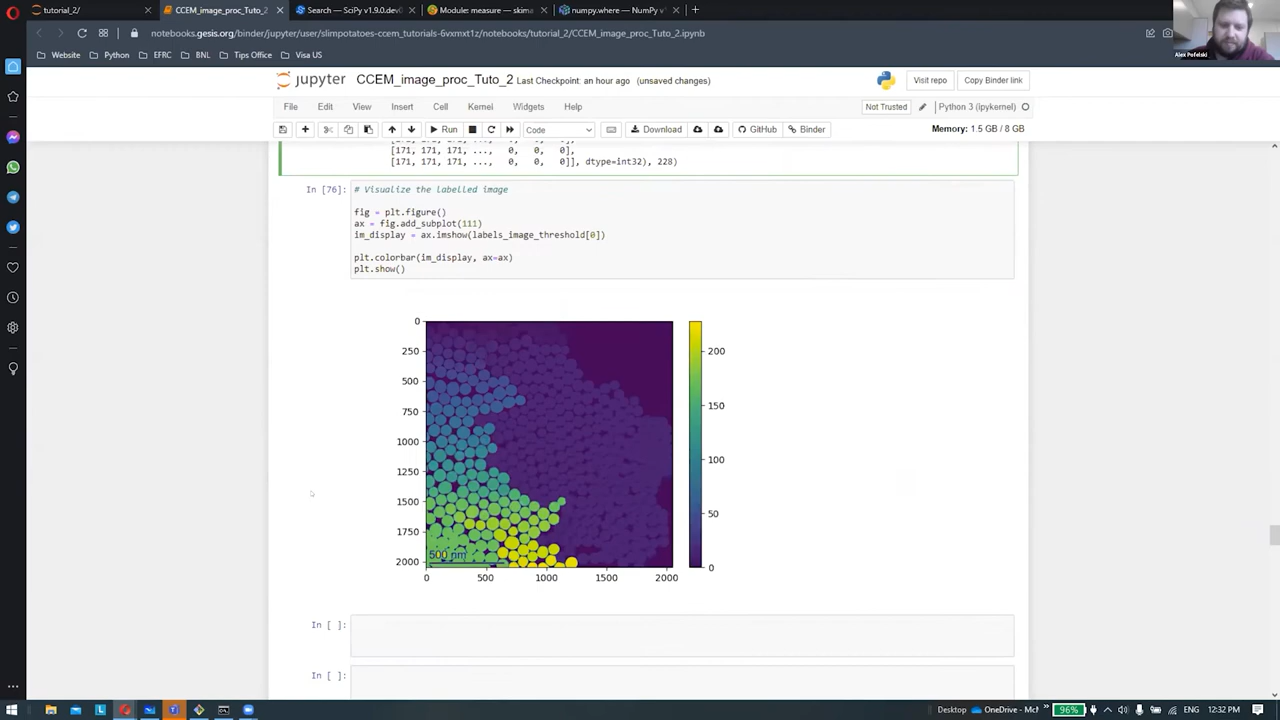 tutorial_2/
CCEM_image_proc_Tuto_2
Search — SciPy v1.9.0.dev0
Module: measure — skima
numpy.where — NumPy v
notebooks.gesis.org/binder/jupyter/user/slimpotatoes-ccem_tutorials-6vxmxt1z/notebooks/tutorial_2/CCEM_image_proc_Tuto_2.ipynb
Alex Pofelski
Website Python EFRC BNL Tips Office Visa US
jupyter CCEM_image_proc_Tuto_2 Last Checkpoint: an hour ago (unsaved changes)
Visit repo Copy Binder link
File Edit View Insert Cell Kernel Widgets Help
Not Trusted Python 3 (ipykernel)
Run Code Download GitHub Binder
Memory: 1.5 GB / 8 GB
[171, 171, 171, ..., 0, 0, 0],
[171, 171, 171, ..., 0, 0, 0]], dtype=int32), 228)
In [76]: # Visualize the labelled image
fig = plt.figure()
ax = fig.add_subplot(111)
im_display = ax.imshow(labels_image_threshold[0])
plt.colorbar(im_display, ax=ax)
plt.show()
0
250
500
750
1000
1250
1500
1750
2000
500 nm
0 500 1000 1500 2000
200
150
100
50
0
In [ ]:
In [ ]:
Desktop OneDrive - McM 96% ENG 12:32 PM